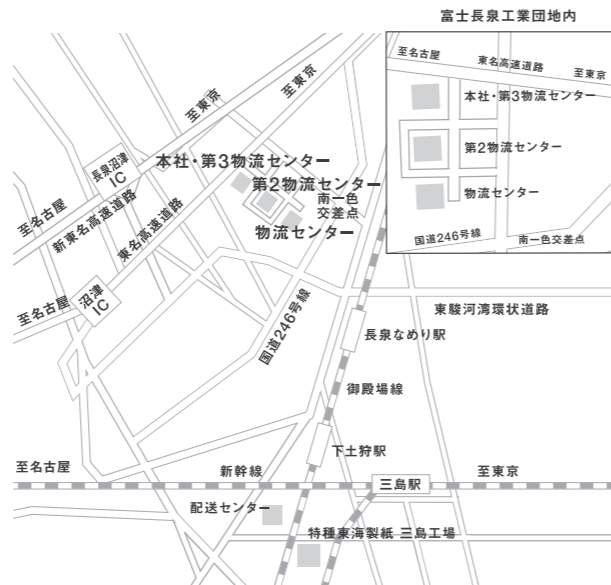 富士長泉工業団地内
至名古屋
東名高速道路
至東京
本社・第3物流センター
第2物流センター
物流センター
国道246号線
南一色交差点
至東京
至東京
長泉沼津
IC
本社・第3物流センター
第2物流センター
南一色
交差点
物流センター
至名古屋
新東名高速道路
東名高速道路
至名古屋
沼津
IC
国道246号線
東駿河湾環状道路
長泉なめり駅
御殿場線
下土狩駅
至名古屋
新幹線
三島駅
至東京
配送センター
特種東海製紙 三島工場